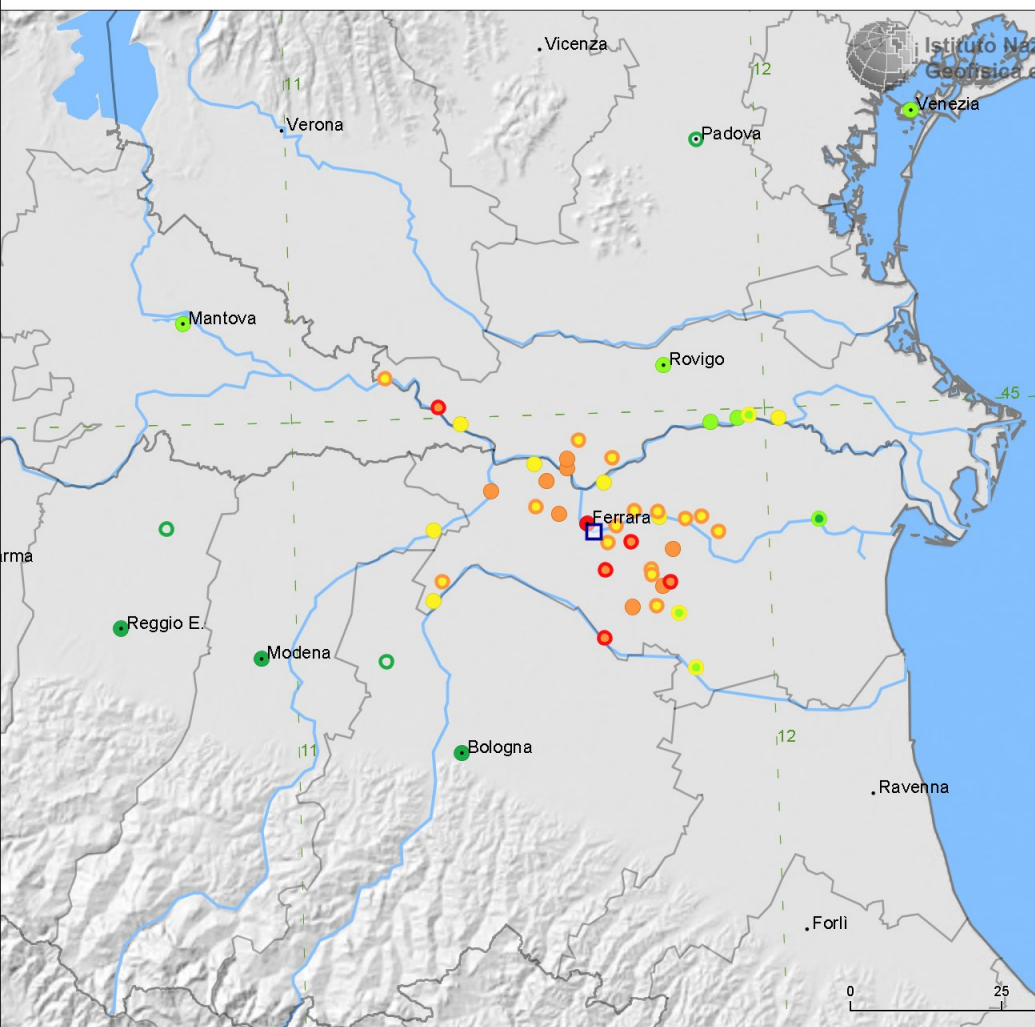 Vicenza
Istituto Na
Geofisica e
12
11
Venezia
Verona
Padova
Mantova
Rovigo
45
Ferrara
rma
Reggio E.
Modena
12
11
Bologna
Ravenna
Forlì
0 25